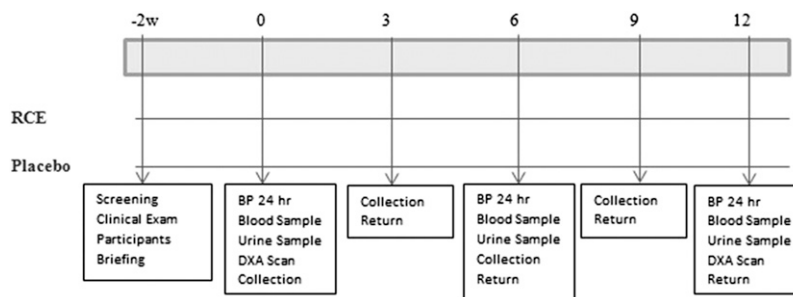 -2w 0 3 6 9 12
RCE
Placebo
Screening
Clinical Exam
Participants
Briefing
BP 24 hr
Blood Sample
Urine Sample
DXA Scan
Collection
Collection
Return
BP 24 hr
Blood Sample
Urine Sample
Collection
Return
Collection
Return
BP 24 hr
Blood Sample
Urine Sample
DXA Scan
Return